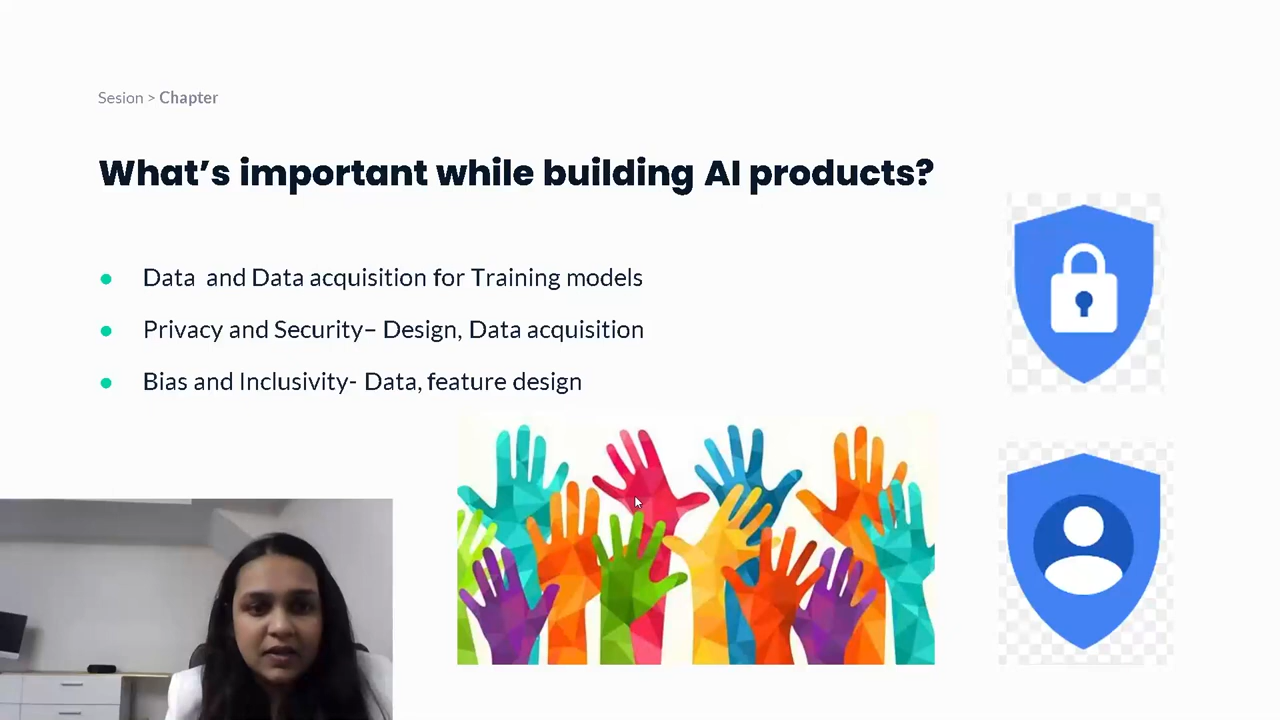 Sesion > Chapter
What’s important while building AI products?
● Data  and Data acquisition for Training models
● Privacy and Security– Design, Data acquisition
● Bias and Inclusivity- Data, feature design